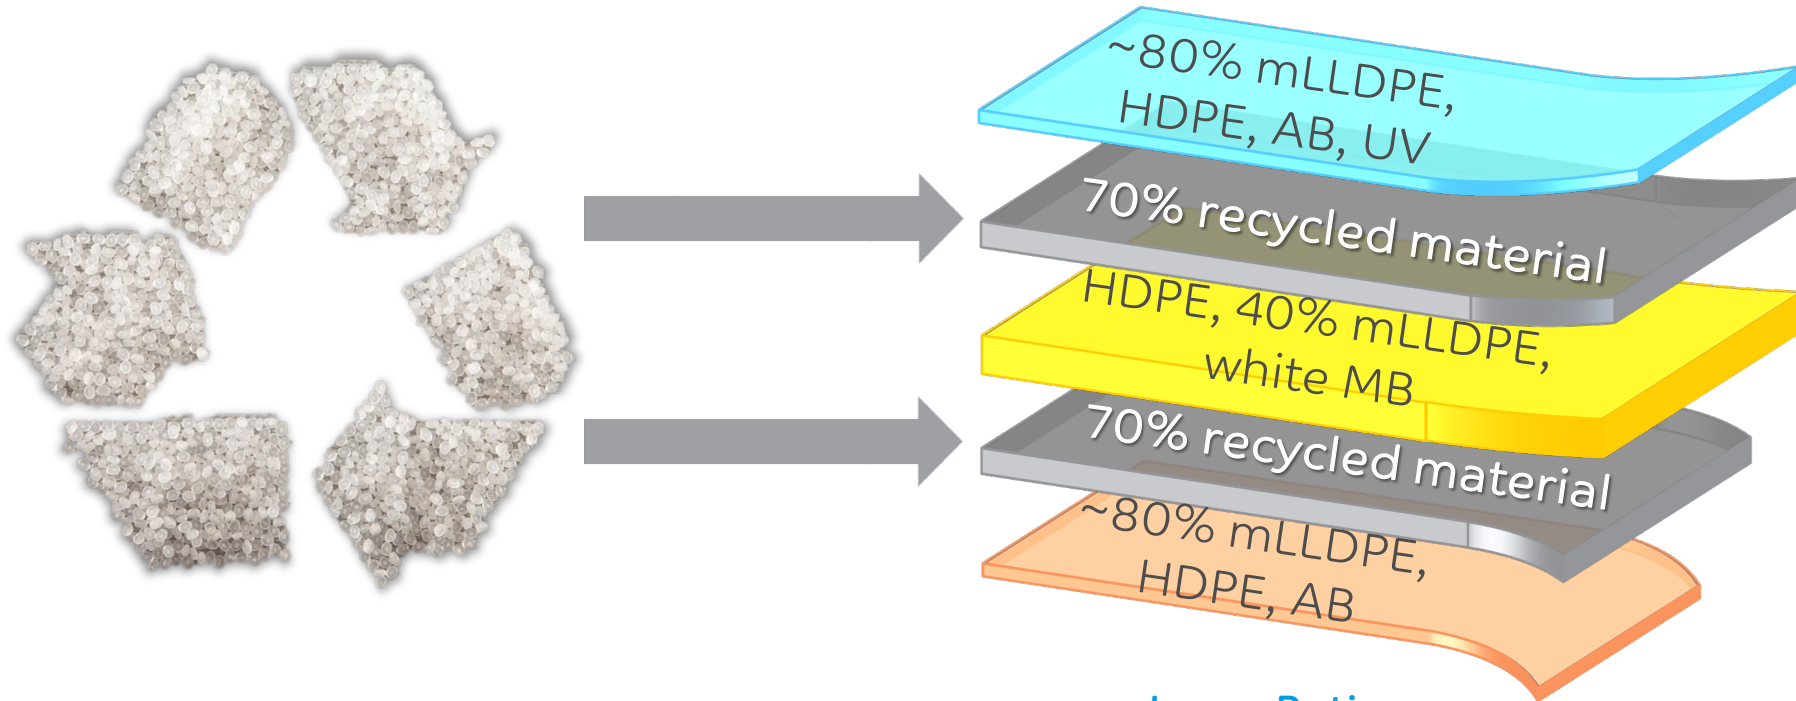 ~80% mLLDPE,
HDPE, AB, UV
70% recycled material
HDPE, 40% mLLDPE,
white MB
70% recycled material
~80% mLLDPE,
HDPE, AB